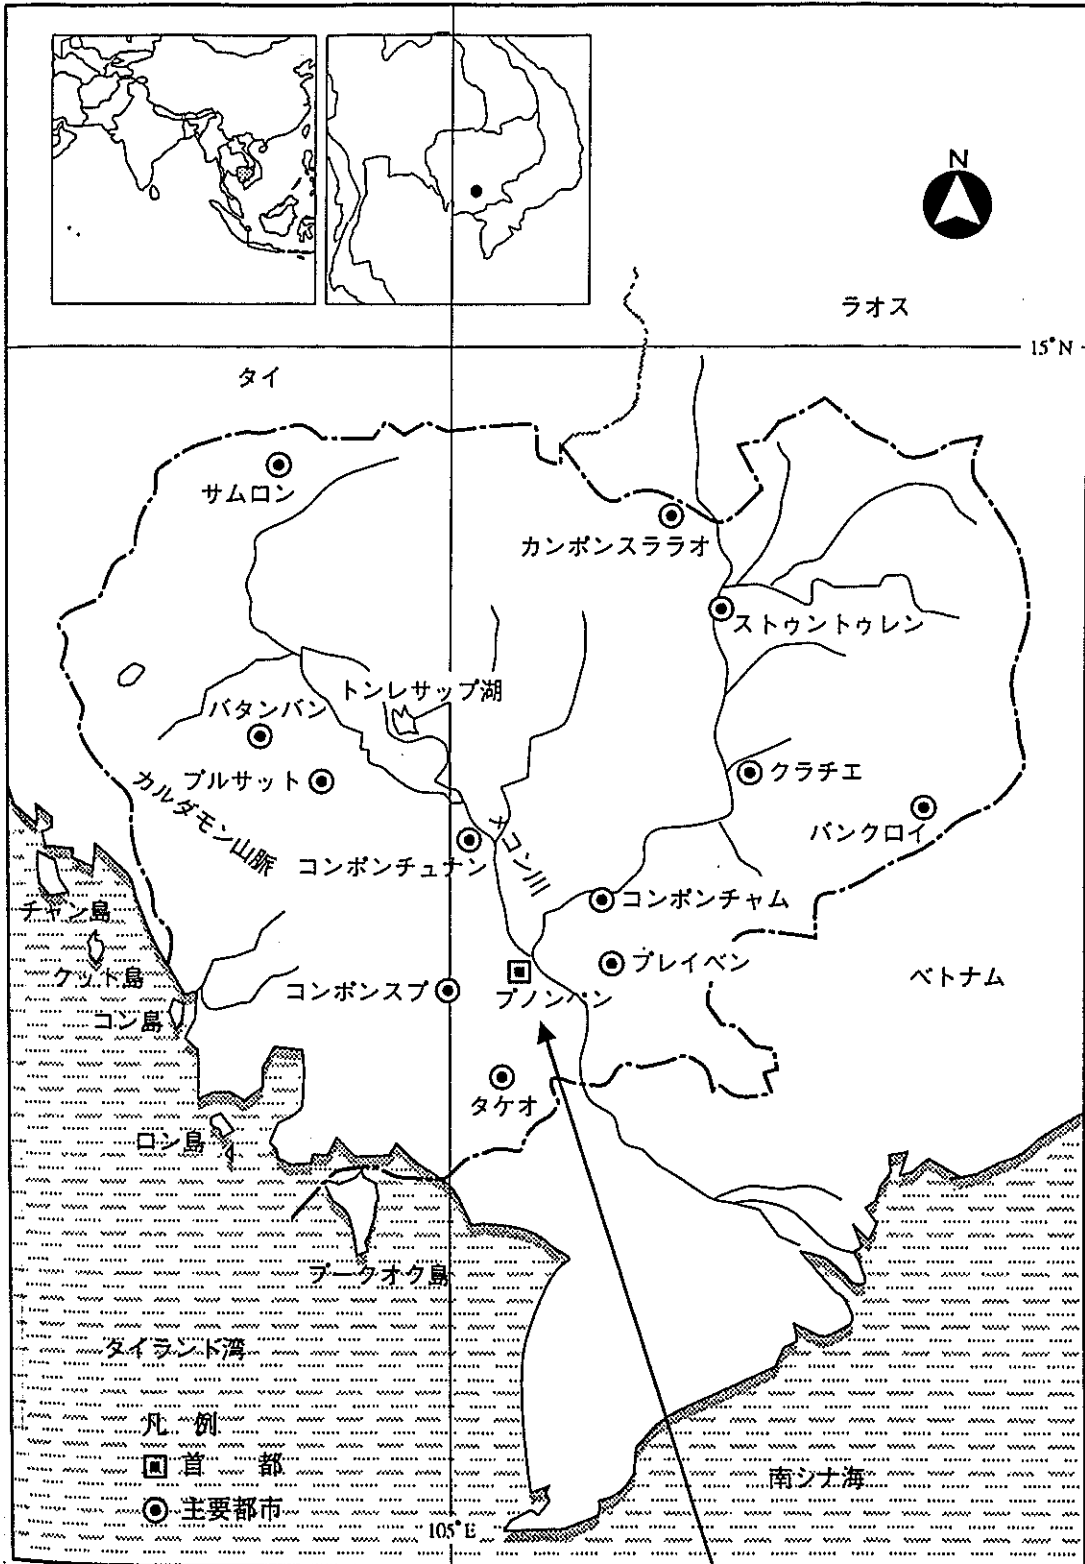 N
ラオス
15°N
タイ
サムロン
カンポンスララオ
ストゥントゥレン
トンレサップ湖
バタンバン
プルサット
クラチエ
カルダモン山脈
バンクロイ
メコン川
コンポンチュナン
コンポンチャム
チャン島
プレイベン
クット島
ベトナム
コンポンスプ
プノンペン
コン島
タケオ
ロン島
フークオク島
タイランド湾
凡 例
首 都
南シナ海
主要都市
105°E